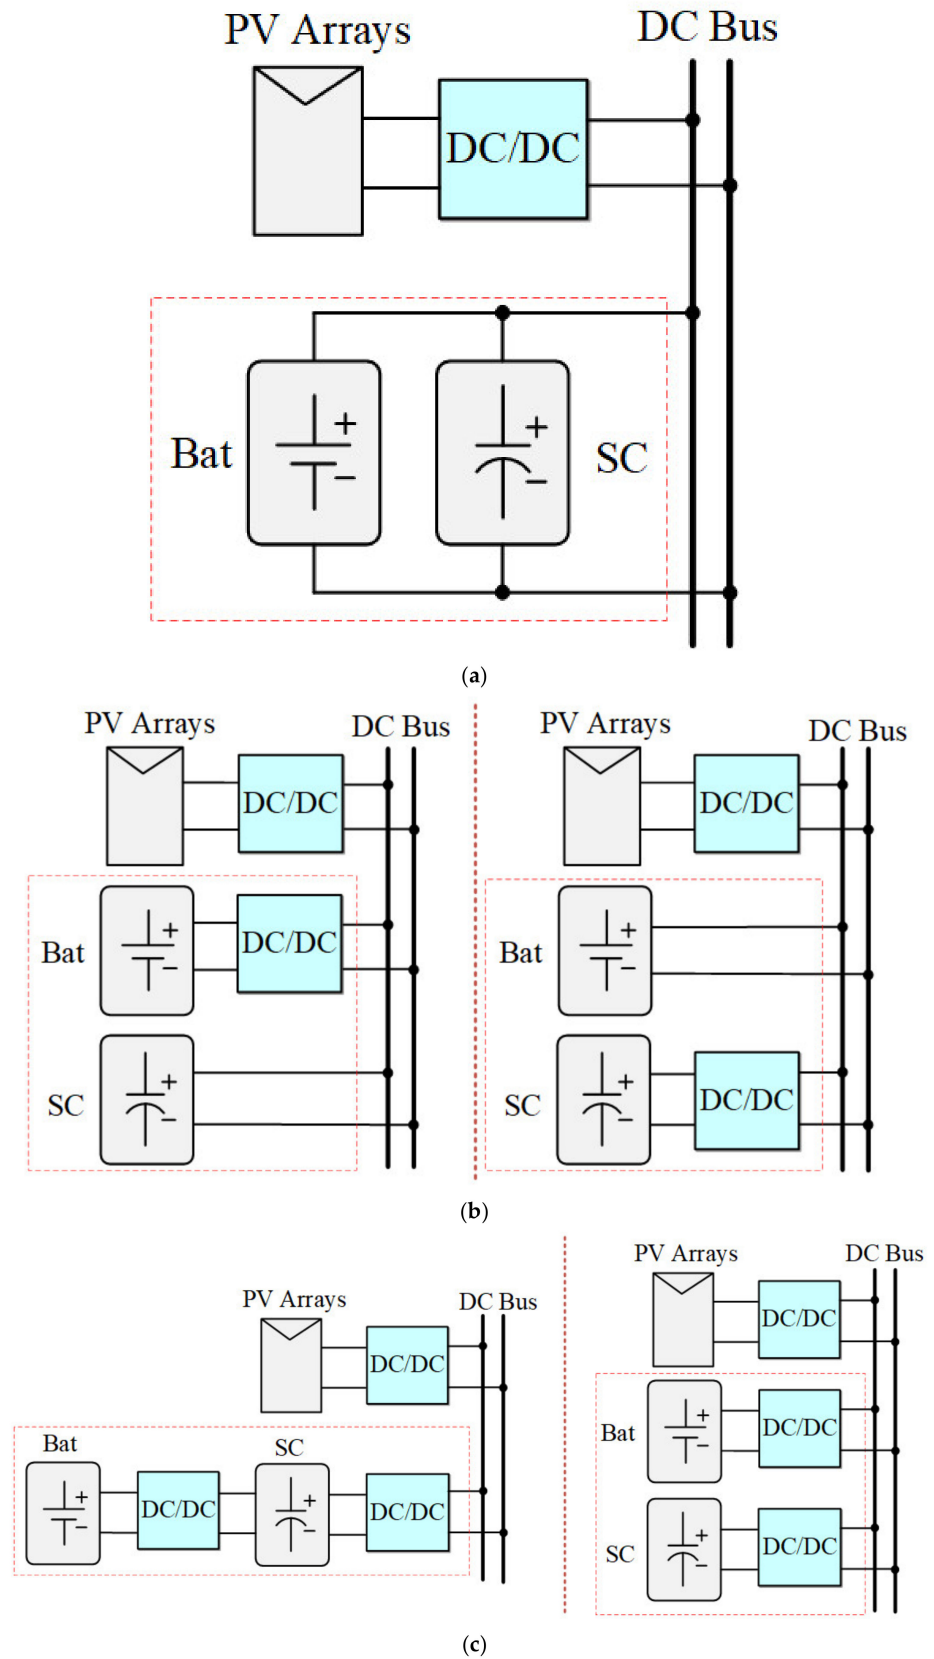 PV Arrays
DC Bus
DC/DC
Bat
+
−
+
−
SC
(a)
PV Arrays
DC Bus
DC/DC
Bat
+
−
DC/DC
SC
+
−
PV Arrays
DC Bus
DC/DC
Bat
+
−
SC
+
−
DC/DC
(b)
PV Arrays
DC Bus
DC/DC
Bat
+
−
DC/DC
SC
+
−
DC/DC
PV Arrays
DC Bus
DC/DC
Bat
+
−
DC/DC
SC
+
−
DC/DC
(c)